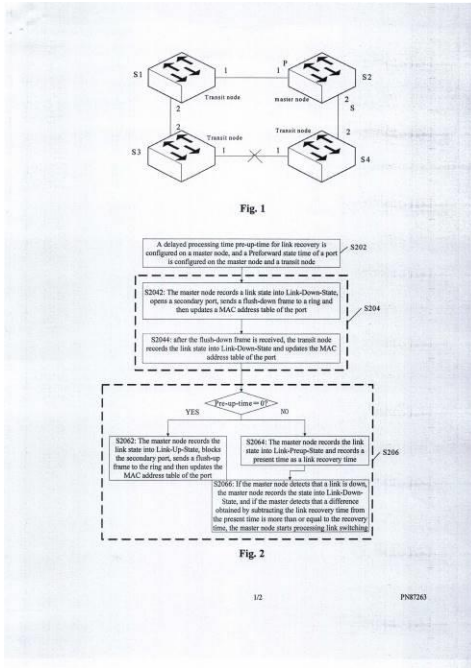 P
S1
1
1
S2
Transit node
master node
2
2
S
2
Transit node
Transit node
2
S3
1
1
S4
Fig. 1
A delayed processing time pre-up-time for link recovery is
configured on a master node, and a Preforward state time of a port
is configured on the master node and a transit node
S202
S2042: The master node records a link state into Link-Down-State,
opens a secondary port, sends a flush-down frame to a ring and
then updates a MAC address table of the port
S204
S2044: after the flush-down frame is received, the transit node
records the link state into Link-Down-State and updates the MAC
address table of the port
Pre-up-time = 0?
YES
NO
S2062: The master node records the
link state into Link-Up-State, blocks
the secondary port, sends a flush-up
frame to the ring and then updates the
MAC address table of the port
S2064: The master node records the link
state into Link-Preup-State and records a
present time as a link recovery time
S206
S2066: If the master node detects that a link is down,
the master node records the state into Link-Down-
State, and if the master detects that a difference
obtained by subtracting the link recovery time from
the present time is more than or equal to the recovery
time, the master node starts processing link switching
Fig. 2
1/2
PN87263